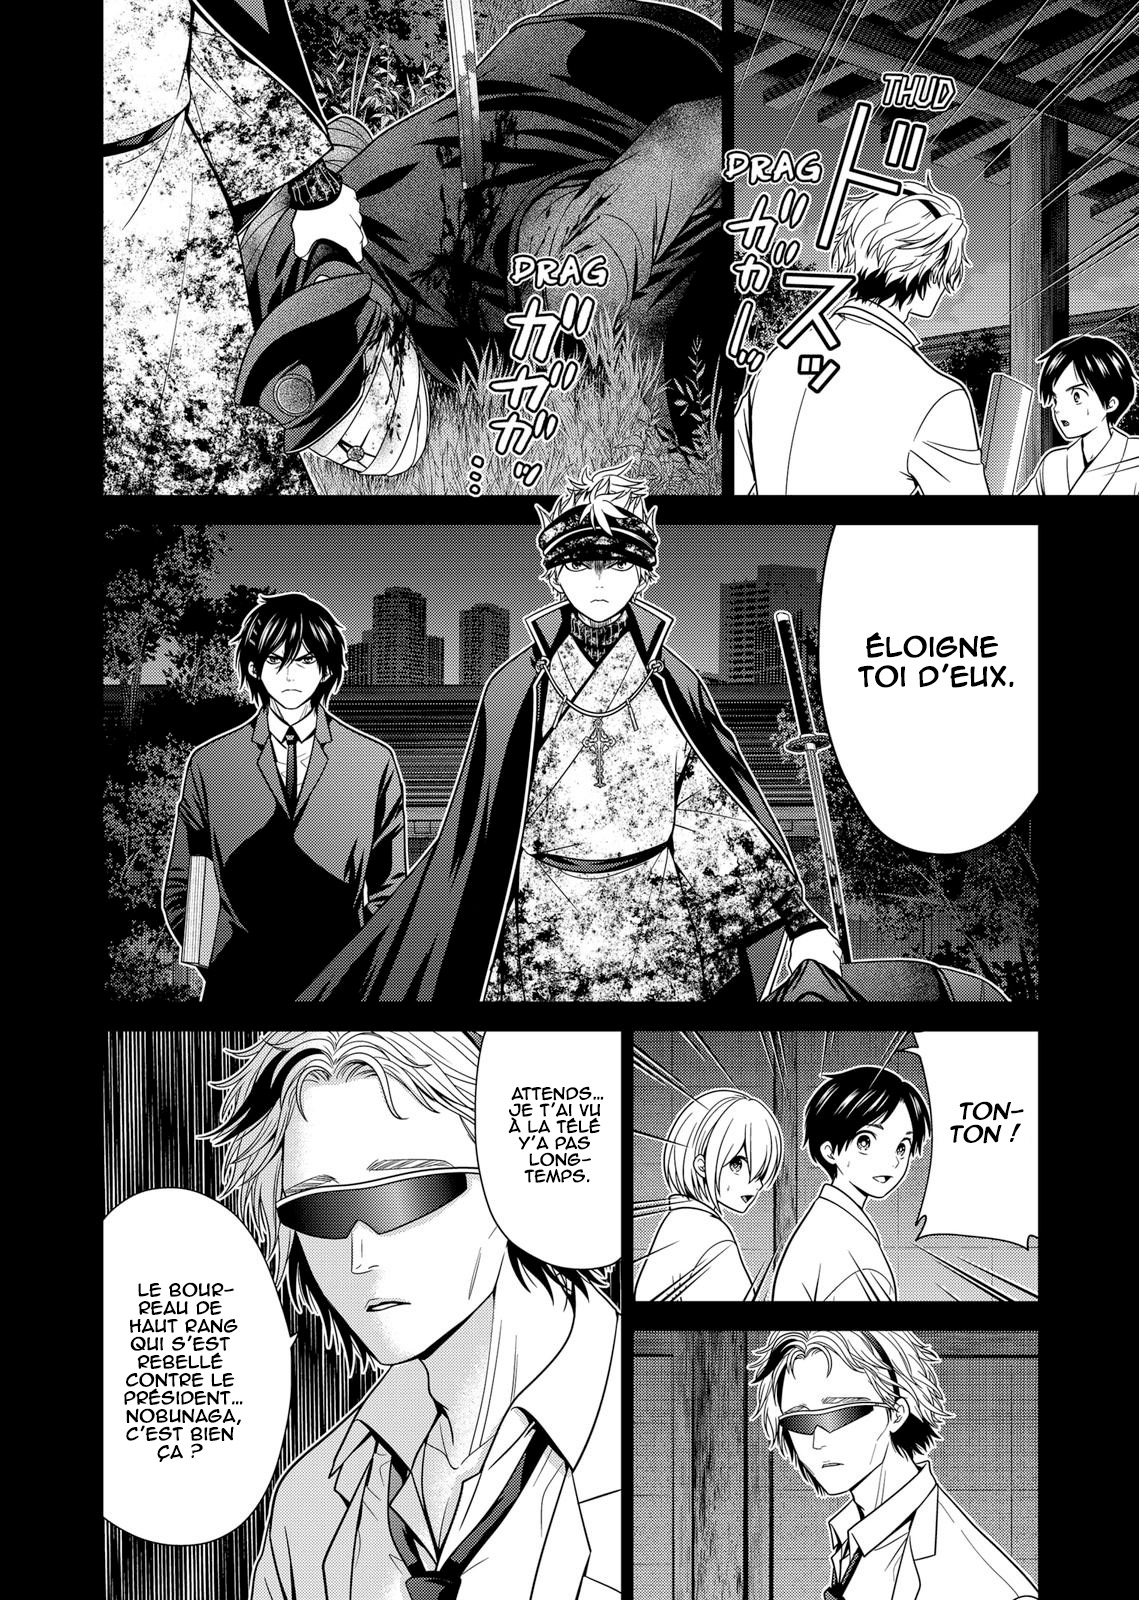 THUD
ドスッ
DRAG
ガガガッ
DRAG
ガガガッ…
ÉLOIGNE
TOI D'EUX.
TON-
TON !
ATTENDS...
JE T'AI VU
À LA TÉLÉ
Y'A PAS
LONG-
TEMPS.
LE BOUR-
REAU DE
HAUT RANG
QUI S'EST
REBELLÉ
CONTRE LE
PRÉSIDENT...
NOBUNAGA,
C'EST BIEN
ÇA ?